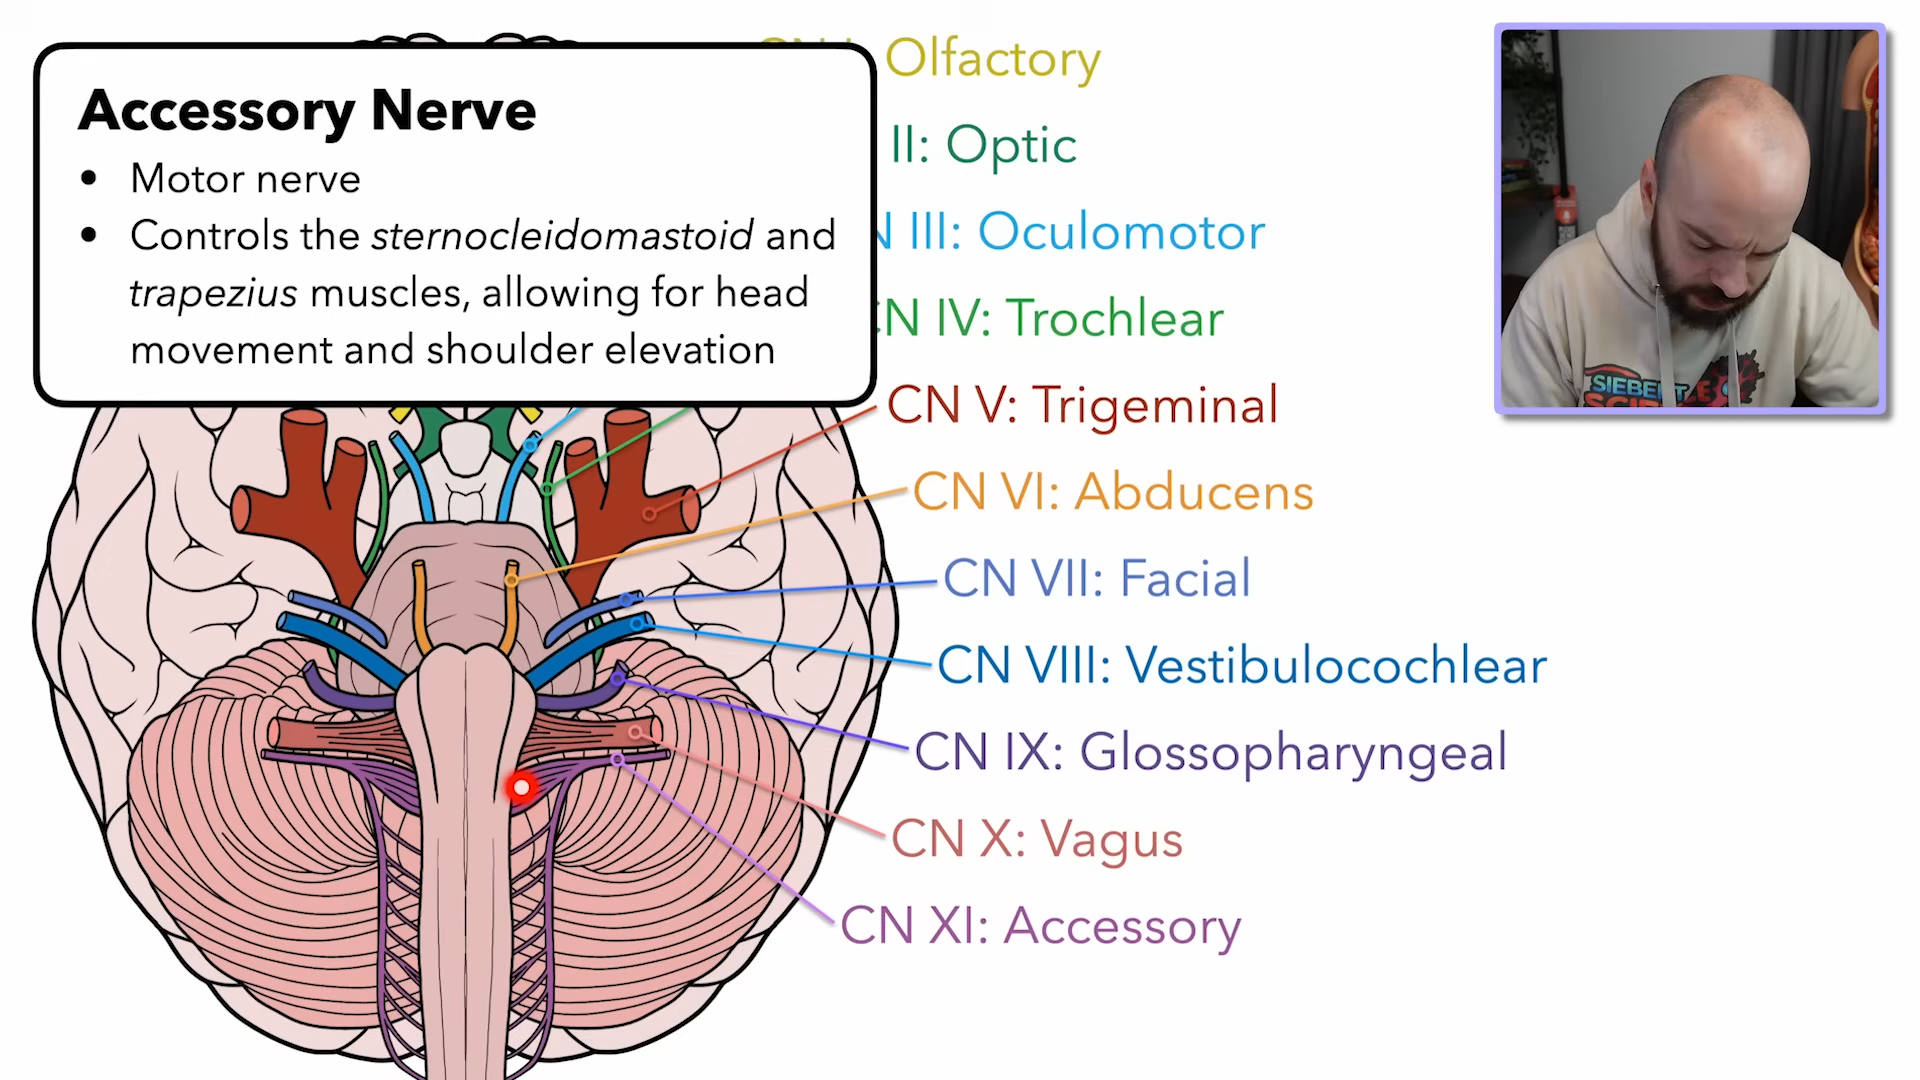 Accessory Nerve
• Motor nerve
• Controls the sternocleidomastoid and
trapezius muscles, allowing for head
movement and shoulder elevation
Olfactory
II: Optic
III: Oculomotor
CN IV: Trochlear
CN V: Trigeminal
CN VI: Abducens
CN VII: Facial
CN VIII: Vestibulocochlear
CN IX: Glossopharyngeal
CN X: Vagus
CN XI: Accessory
SIEBERT